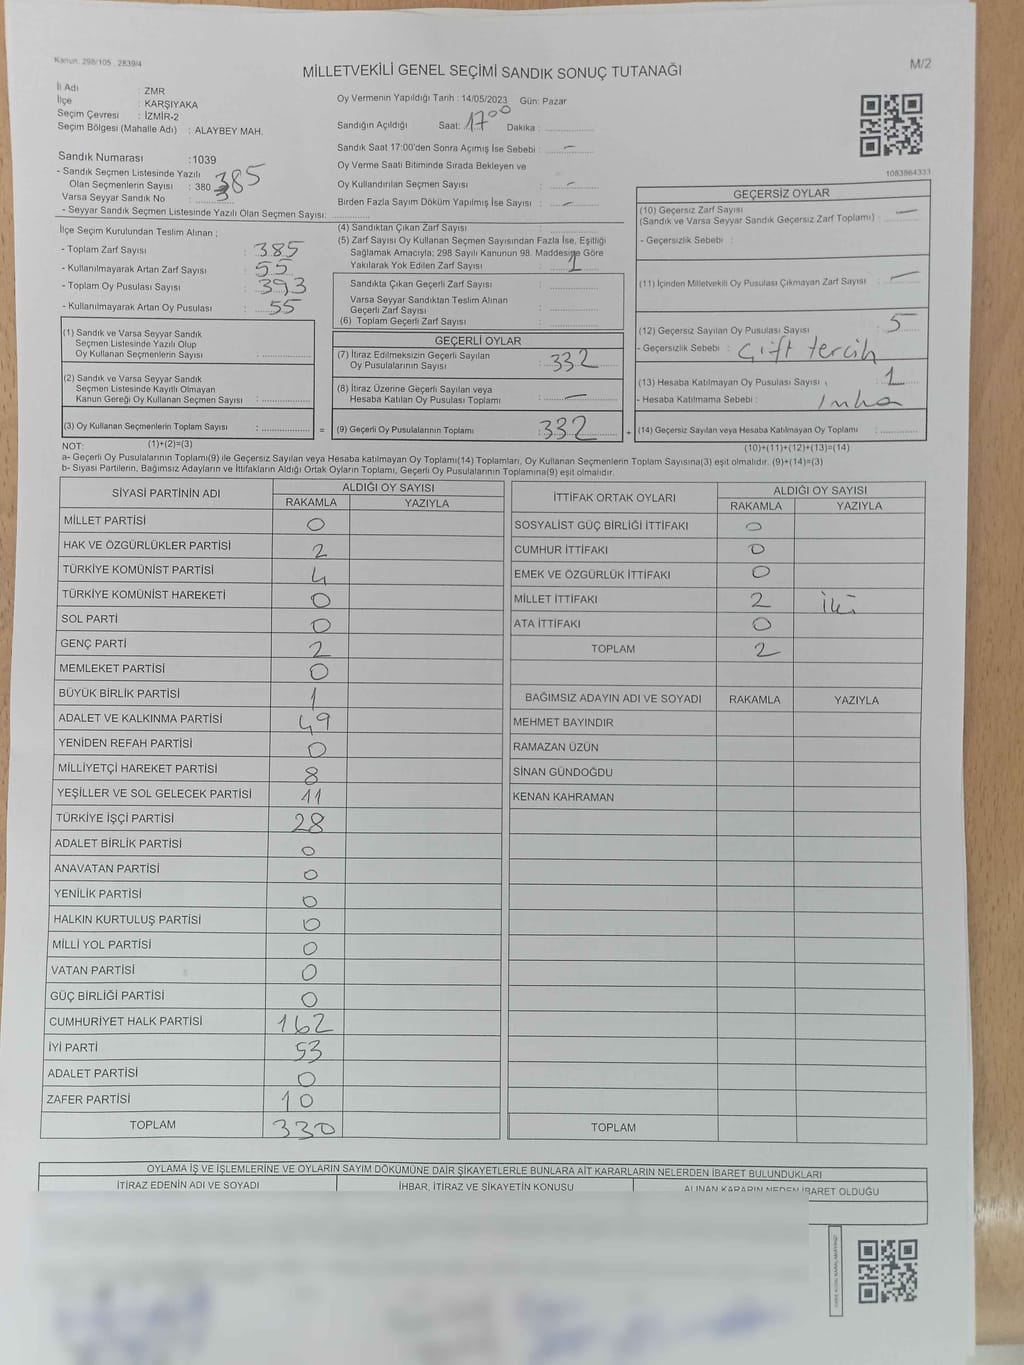 Kanun. 298/105 , 2839/4
M/2
MİLLETVEKİLİ GENEL SEÇİMİ SANDIK SONUÇ TUTANAĞI
İl Adı : ZMR
İlçe : KARŞIYAKA
Seçim Çevresi : İZMİR-2
Seçim Bölgesi (Mahalle Adı) : ALAYBEY MAH.
Sandık Numarası :1039
- Sandık Seçmen Listesinde Yazılı
Olan Seçmenlerin Sayısı : 380 385
Varsa Seyyar Sandık No :
- Seyyar Sandık Seçmen Listesinde Yazılı Olan Seçmen Sayısı:
Oy Vermenin Yapıldığı Tarih : 14/05/2023 Gün: Pazar
Sandığın Açıldığı Saat: 17 00 Dakika :
Sandık Saat 17:00'den Sonra Açımış İse Sebebi : —
Oy Verme Saati Bitiminde Sırada Bekleyen ve
Oy Kullandırılan Seçmen Sayısı : —
Birden Fazla Sayım Döküm Yapılmış İse Sayısı : —
1083864333
İlçe Seçim Kurulundan Teslim Alınan ;
- Toplam Zarf Sayısı : 385
- Kullanılmayarak Artan Zarf Sayısı : 55
- Toplam Oy Pusulası Sayısı : 393
- Kullanılmayarak Artan Oy Pusulası : 55
(4) Sandıktan Çıkan Zarf Sayısı :
(5) Zarf Sayısı Oy Kullanan Seçmen Sayısından Fazla İse, Eşitliği
Sağlamak Amacıyla; 298 Sayılı Kanunun 98. Maddesine Göre
Yakılarak Yok Edilen Zarf Sayısı : 1
Sandıkta Çıkan Geçerli Zarf Sayısı :
Varsa Seyyar Sandıktan Teslim Alınan
Geçerli Zarf Sayısı :
(6) Toplam Geçerli Zarf Sayısı :
GEÇERSİZ OYLAR
(10) Geçersiz Zarf Sayısı —
(Sandık ve Varsa Seyyar Sandık Geçersiz Zarf Toplamı) :
- Geçersizlik Sebebi :
(11) İçinden Milletvekili Oy Pusulası Çıkmayan Zarf Sayısı : —
(12) Geçersiz Sayılan Oy Pusulası Sayısı : 5
- Geçersizlik Sebebi : Çift tercih
(13) Hesaba Katılmayan Oy Pusulası Sayısı : 1
- Hesaba Katılmama Sebebi : İmha
(14) Geçersiz Sayılan veya Hesaba Katılmayan Oy Toplamı :
(10)+(11)+(12)+(13)=(14)
(1) Sandık ve Varsa Seyyar Sandık
Seçmen Listesinde Yazılı Olup
Oy Kullanan Seçmenlerin Sayısı :
(2) Sandık ve Varsa Seyyar Sandık
Seçmen Listesinde Kayıtlı Olmayan
Kanun Gereği Oy Kullanan Seçmen Sayısı :
(3) Oy Kullanan Seçmenlerin Toplam Sayısı : =
GEÇERLİ OYLAR
(7) İtiraz Edilmeksizin Geçerli Sayılan
Oy Pusulasının Sayısı : 332
(8) İtiraz Üzerine Geçerli Sayılan veya
Hesaba Katılan Oy Pusulası Toplamı : —
(9) Geçerli Oy Pusulalarının Toplamı : 332 +
NOT: (1)+(2)=(3)
a- Geçerli Oy Pusulalarının Toplamı(9) ile Geçersiz Sayılan veya Hesaba katılmayan Oy Toplamı(14) Toplamları, Oy Kullanan Seçmenlerin Toplam Sayısına(3) eşit olmalıdır. (9)+(14)=(3)
b- Siyasi Partilerin, Bağımsız Adayların ve İttifakların Aldığı Ortak Oyların Toplamı, Geçerli Oy Pusulalarının Toplamına(9) eşit olmalıdır.
SİYASİ PARTİNİN ADI ALDIĞI OY SAYISI
RAKAMLA YAZIYLA
MİLLET PARTİSİ 0
HAK VE ÖZGÜRLÜKLER PARTİSİ 2
TÜRKİYE KOMÜNİST PARTİSİ 4
TÜRKİYE KOMÜNİST HAREKETİ 0
SOL PARTİ 0
GENÇ PARTİ 2
MEMLEKET PARTİSİ 0
BÜYÜK BİRLİK PARTİSİ 1
ADALET VE KALKINMA PARTİSİ 49
YENİDEN REFAH PARTİSİ 0
MİLLİYETÇİ HAREKET PARTİSİ 8
YEŞİLLER VE SOL GELECEK PARTİSİ 11
TÜRKİYE İŞÇİ PARTİSİ 28
ADALET BİRLİK PARTİSİ 0
ANAVATAN PARTİSİ 0
YENİLİK PARTİSİ 0
HALKIN KURTULUŞ PARTİSİ 0
MİLLİ YOL PARTİSİ 0
VATAN PARTİSİ 0
GÜÇ BİRLİĞİ PARTİSİ 0
CUMHURİYET HALK PARTİSİ 162
İYİ PARTİ 53
ADALET PARTİSİ 0
ZAFER PARTİSİ 10
TOPLAM 330
İTTİFAK ORTAK OYLARI ALDIĞI OY SAYISI
RAKAMLA YAZIYLA
SOSYALİST GÜÇ BİRLİĞİ İTTİFAKI 0
CUMHUR İTTİFAKI 0
EMEK VE ÖZGÜRLÜK İTTİFAKI 0
MİLLET İTTİFAKI 2 İki
ATA İTTİFAKI 0
TOPLAM 2
BAĞIMSIZ ADAYIN ADI VE SOYADI RAKAMLA YAZIYLA
MEHMET BAYINDIR
RAMAZAN ÜZÜN
SİNAN GÜNDOĞDU
KENAN KAHRAMAN
TOPLAM
OYLAMA İŞ VE İŞLEMLERİNE VE OYLARIN SAYIM DÖKÜMÜNE DAİR ŞİKAYETLERLE BUNLARA AİT KARARLARIN NELERDEN İBARET BULUNDUKLARI
İTİRAZ EDENİN ADI VE SOYADI İHBAR, İTİRAZ VE ŞİKAYETİN KONUSU ALINAN KARARIN NEDEN İBARET OLDUĞU